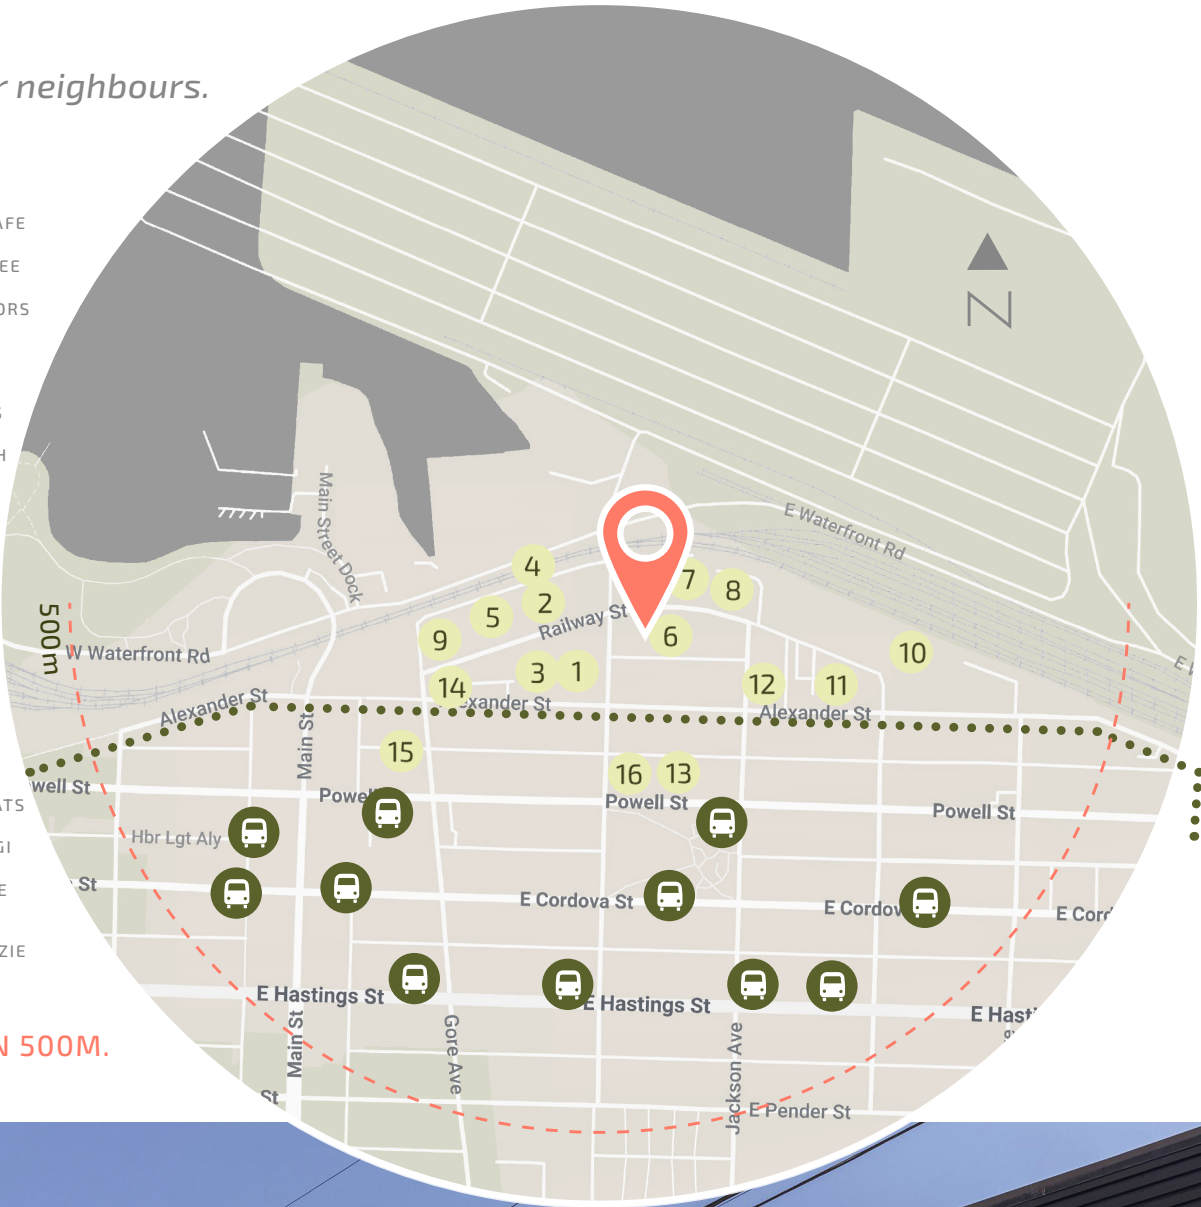 r neighbours.
AFE
EE
ORS
S
H
ATS
GI
E
ZIE
N 500M.
N
500m
Main Street Dock
E Waterfront Rd
W Waterfront Rd
Railway St
4
7
8
2
5
6
9
10
3
1
14
12
11
15
16
13
Alexander St
exander St
Alexander St
Main St
well St
Powel
Powell St
Powell St
Hbr Lgt Aly
St
E Cordova St
E Cordov
E Cord
E Hastings St
E Hastings St
E Hasti
Main St
Gore Ave
Jackson Ave
St
E Pender St